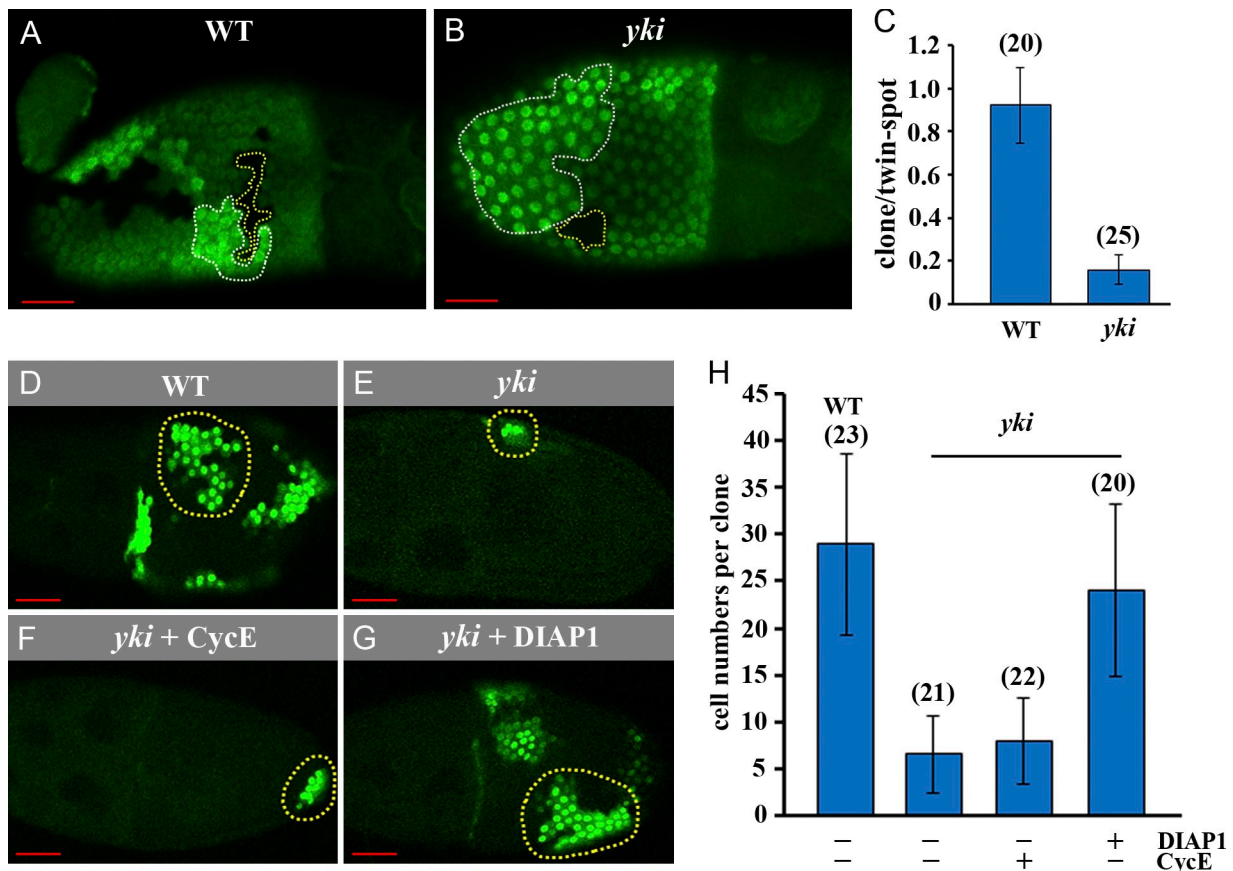 A WT
B yki
C
clone/twin-spot
1.2
1.0
0.8
0.6
0.4
0.2
0
(20)
(25)
WT yki
D WT
E yki
F yki + CycE
G yki + DIAP1
H
cell numbers per clone
45
40
35
30
25
20
15
10
5
0
WT
(23)
yki
(21)
(22)
(20)
– – – + DIAP1
– – + – CycE